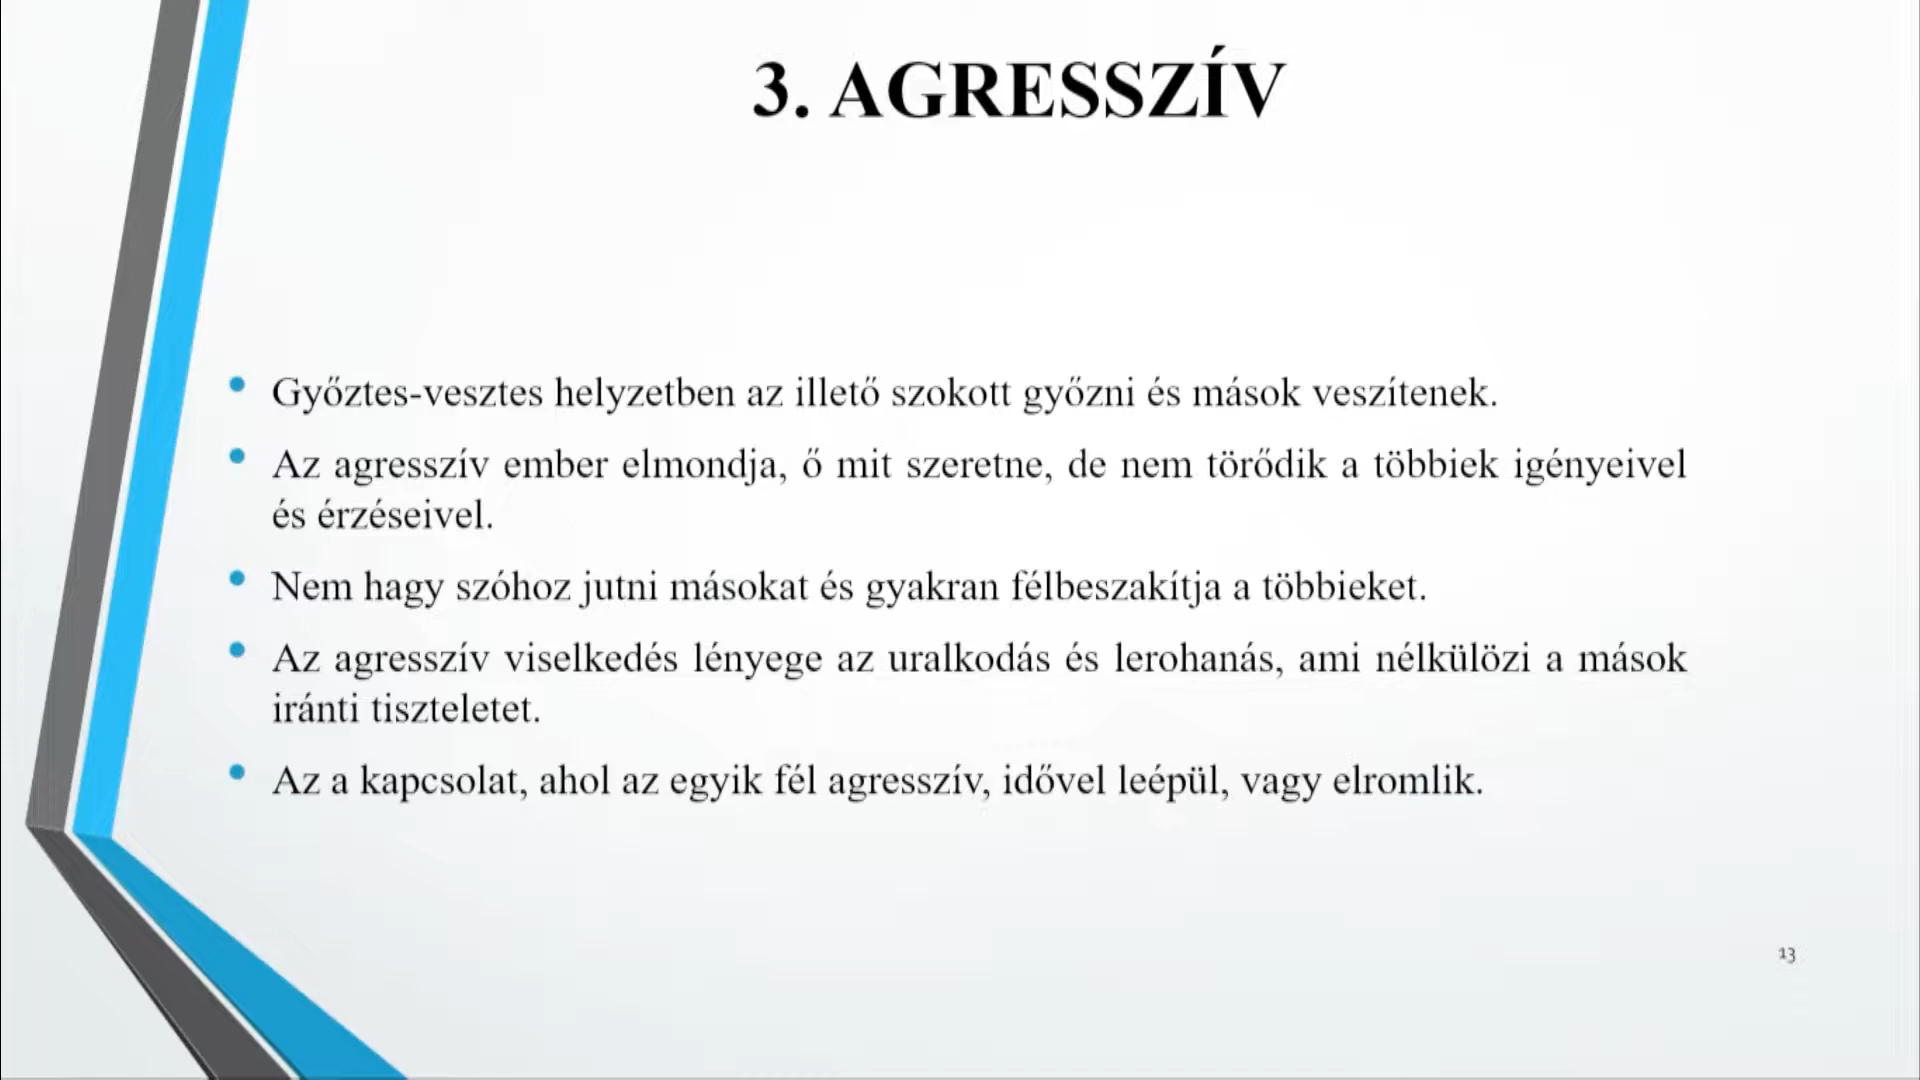 3. AGRESSZÍV
• Győztes-vesztes helyzetben az illető szokott győzni és mások veszítenek.
• Az agresszív ember elmondja, ő mit szeretne, de nem törődik a többiek igényeivel
és érzéseivel.
• Nem hagy szóhoz jutni másokat és gyakran félbeszakítja a többieket.
• Az agresszív viselkedés lényege az uralkodás és lerohanás, ami nélkülözi a mások
iránti tiszteletet.
• Az a kapcsolat, ahol az egyik fél agresszív, idővel leépül, vagy elromlik.
13